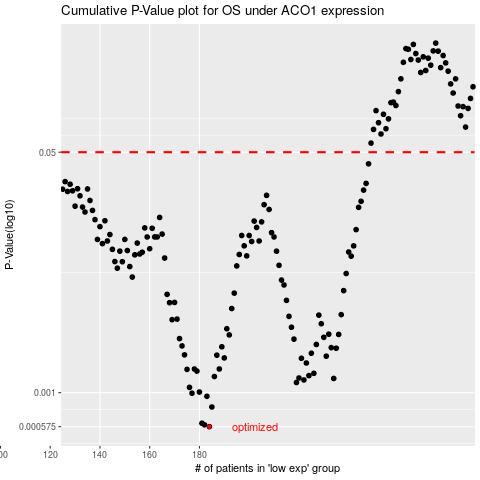 Cumulative P-Value plot for OS under ACO1 expression
P-Value(log10)
0.05
0.001
0.000575
optimized
00 120 140 160 180
# of patients in 'low exp' group